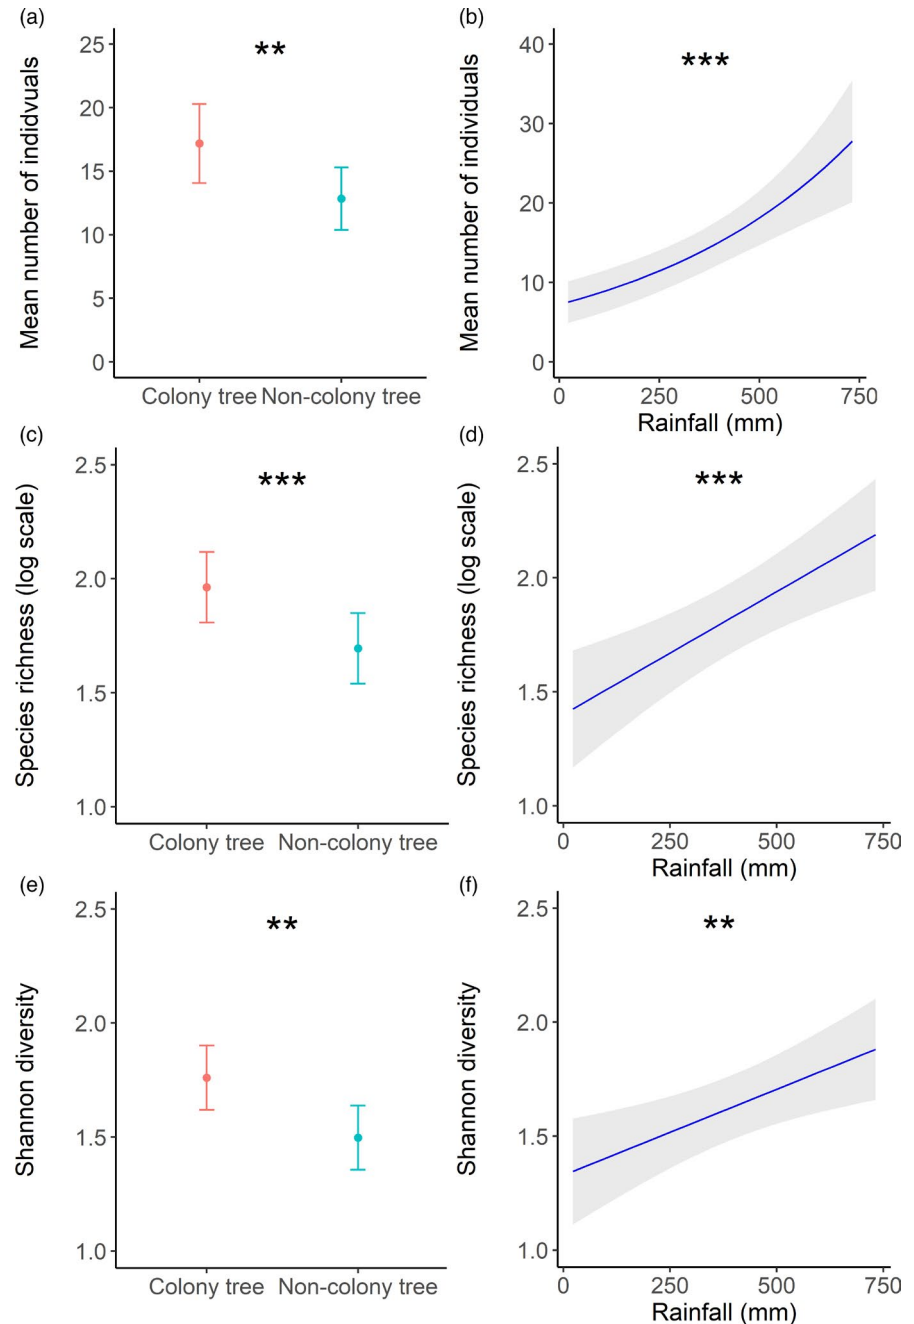 (a)
Mean number of indidvuals
25
20
15
10
5
0
**
Colony tree Non-colony tree
(b)
Mean number of individuals
40
30
20
10
0
***
0 250 500 750
Rainfall (mm)
(c)
Species richness (log scale)
2.5
2.0
1.5
1.0
***
Colony tree Non-colony tree
(d)
Species richness (log scale)
2.5
2.0
1.5
1.0
***
0 250 500 750
Rainfall (mm)
(e)
Shannon diversity
2.5
2.0
1.5
1.0
**
Colony tree Non-colony tree
(f)
Shannon diversity
2.5
2.0
1.5
1.0
**
0 250 500 750
Rainfall (mm)